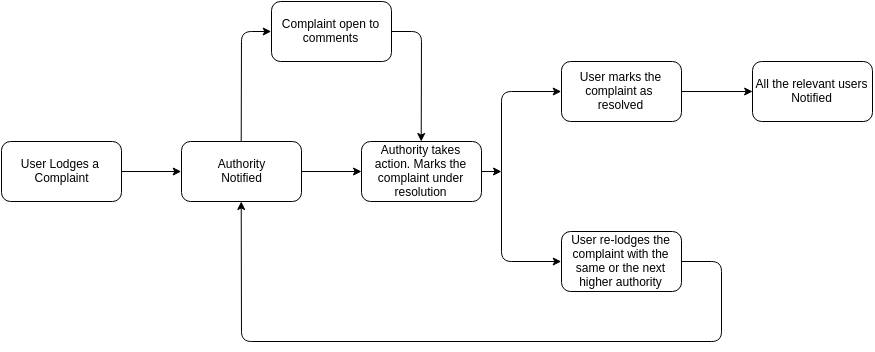 Complaint open to
comments
User marks the
complaint as
resolved
All the relevant users
Notified
User Lodges a
Complaint
Authority
Notified
Authority takes
action. Marks the
complaint under
resolution
User re-lodges the
complaint with the
same or the next
higher authority